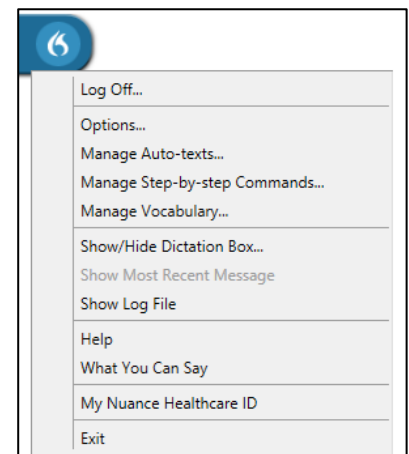 Log Off...
Options...
Manage Auto-texts...
Manage Step-by-step Commands...
Manage Vocabulary...
Show/Hide Dictation Box...
Show Most Recent Message
Show Log File
Help
What You Can Say
My Nuance Healthcare ID
Exit